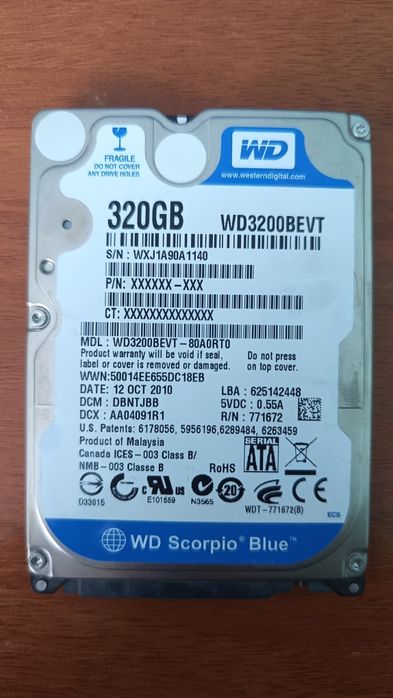 FRAGILE
DO NOT COVER
ANY DRIVE HOLES
WD
www.westerndigital.com
320GB WD3200BEVT
S/N : WXJ1A90A1140
P/N: XXXXXX-XXX
CT: XXXXXXXXXXXXXX
MDL : WD3200BEVT-80A0RT0
Product warranty will be void if seal, Do not press
label or cover is removed or damaged. on top cover.
WWN:50014EE655DC18EB
DATE: 12 OCT 2010 LBA : 625142448
DCM : DBNTJBB 5VDC : 0.55A
DCX : AA04091R1 R/N : 771672
U.S. Patents: 6178056, 5956196,6289484, 6263459
Product of Malaysia
Canada ICES-003 Class B/
NMB-003 Classe B
RoHS
SERIAL
ATA
D33015 E101559 N3565 20
WDT-771672(B)
ECS
WD Scorpio® Blue™